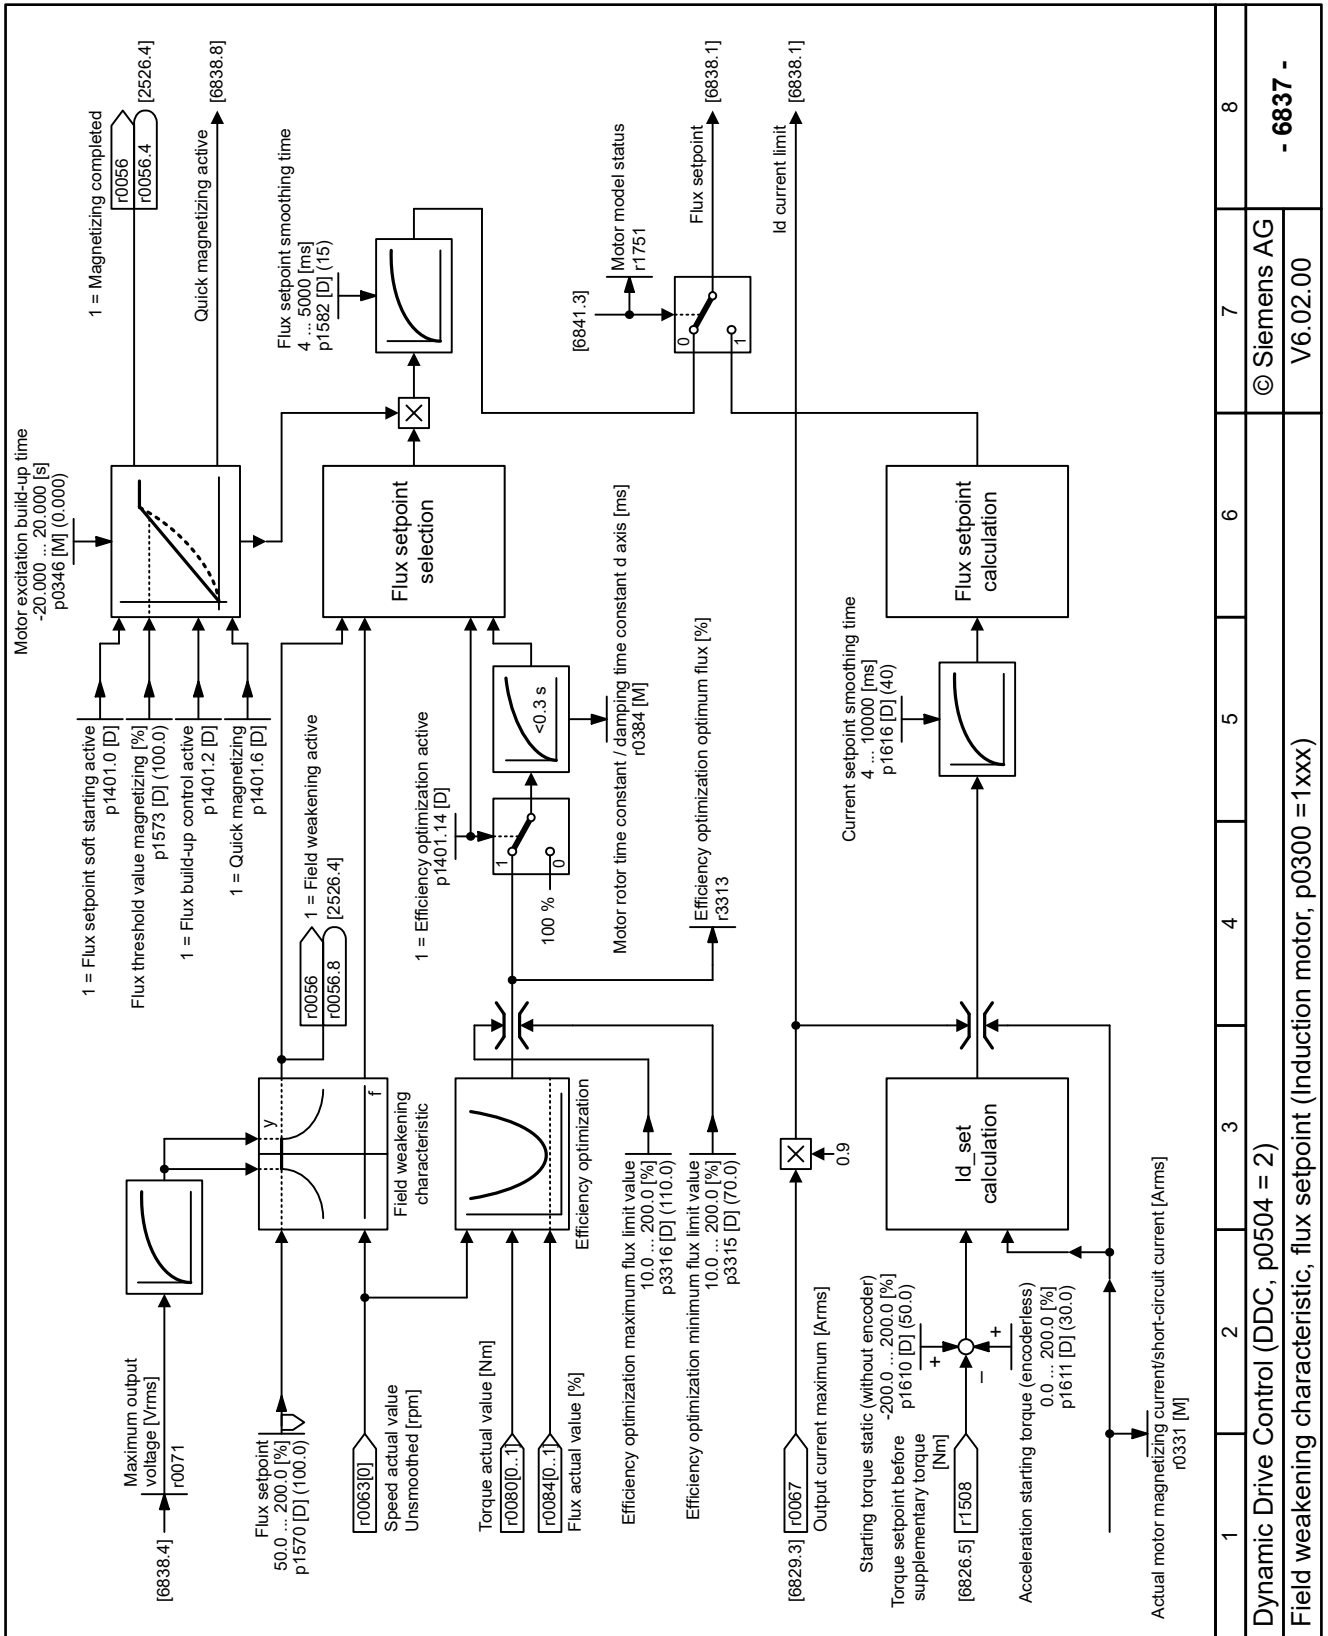 [6838.4]
Maximum output
voltage [Vrms]
r0071
Flux setpoint
50.0 ... 200.0 [%]
p1570 [D] (100.0)
r0063[0]
Speed actual value
Unsmoothed [rpm]
Torque actual value [Nm]
r0080[0..1]
r0084[0..1]
Flux actual value [%]
Efficiency optimization maximum flux limit value
10.0 ... 200.0 [%]
p3316 [D] (110.0)
Efficiency optimization minimum flux limit value
10.0 ... 200.0 [%]
p3315 [D] (70.0)
[6829.3]
r0067
Output current maximum [Arms]
Starting torque static (without encoder)
-200.0 ... 200.0 [%]
p1610 [D] (50.0)
Torque setpoint before
supplementary torque
[Nm]
[6826.5]
r1508
+
–
+
Acceleration starting torque (encoderless)
0.0 ... 200.0 [%]
p1611 [D] (30.0)
Actual motor magnetizing current/short-circuit current [Arms]
r0331 [M]
y
f
Field weakening
characteristic
Efficiency optimization
0.9
Id_set
calculation
1 = Flux setpoint soft starting active
p1401.0 [D]
Flux threshold value magnetizing [%]
p1573 [D] (100.0)
1 = Flux build-up control active
p1401.2 [D]
1 = Quick magnetizing
p1401.6 [D]
r0056
r0056.8
1 = Field weakening active
[2526.4]
1 = Efficiency optimization active
p1401.14 [D]
1
0
100 %
<0.3 s
Motor rotor time constant / damping time constant d axis [ms]
r0384 [M]
Efficiency optimization optimum flux [%]
r3313
Current setpoint smoothing time
4 ... 10000 [ms]
p1616 [D] (40)
Motor excitation build-up time
-20.000 ... 20.000 [s]
p0346 [M] (0.000)
Flux setpoint
selection
Flux setpoint
calculation
1 = Magnetizing completed
r0056
r0056.4
[2526.4]
Quick magnetizing active
[6838.8]
Flux setpoint smoothing time
4 ... 5000 [ms]
p1582 [D] (15)
[6841.3]
Motor model status
r1751
0
1
Flux setpoint
[6838.1]
Id current limit
[6838.1]
1
2
3
4
5
6
7
8
Dynamic Drive Control (DDC, p0504 = 2)
© Siemens AG
Field weakening characteristic, flux setpoint (Induction motor, p0300 =1xxx)
V6.02.00
- 6837 -